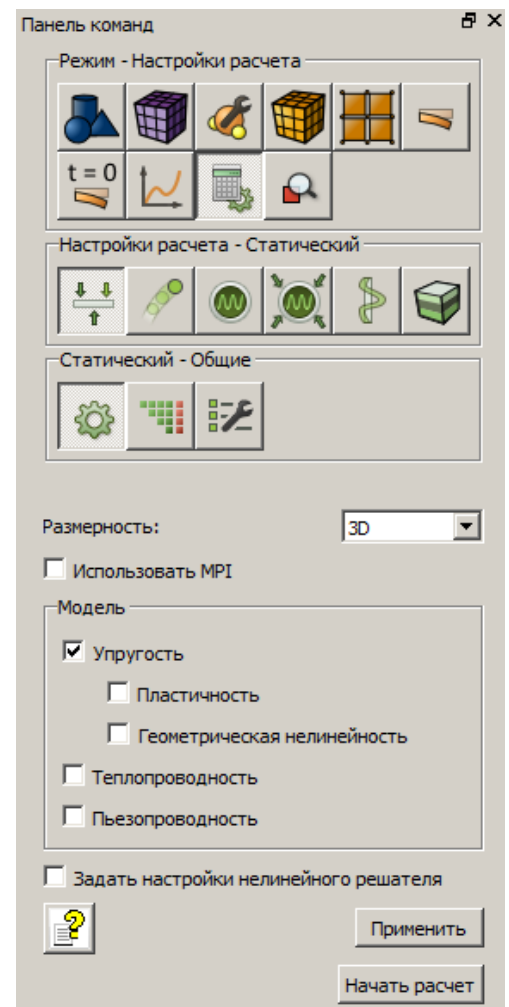 Панель команд
Режим - Настройки расчета
t = 0
Настройки расчета - Статический
Статический - Общие
Размерность: 3D
Использовать MPI
Модель
Упругость
Пластичность
Геометрическая нелинейность
Теплопроводность
Пьезопроводность
Задать настройки нелинейного решателя
Применить
Начать расчет